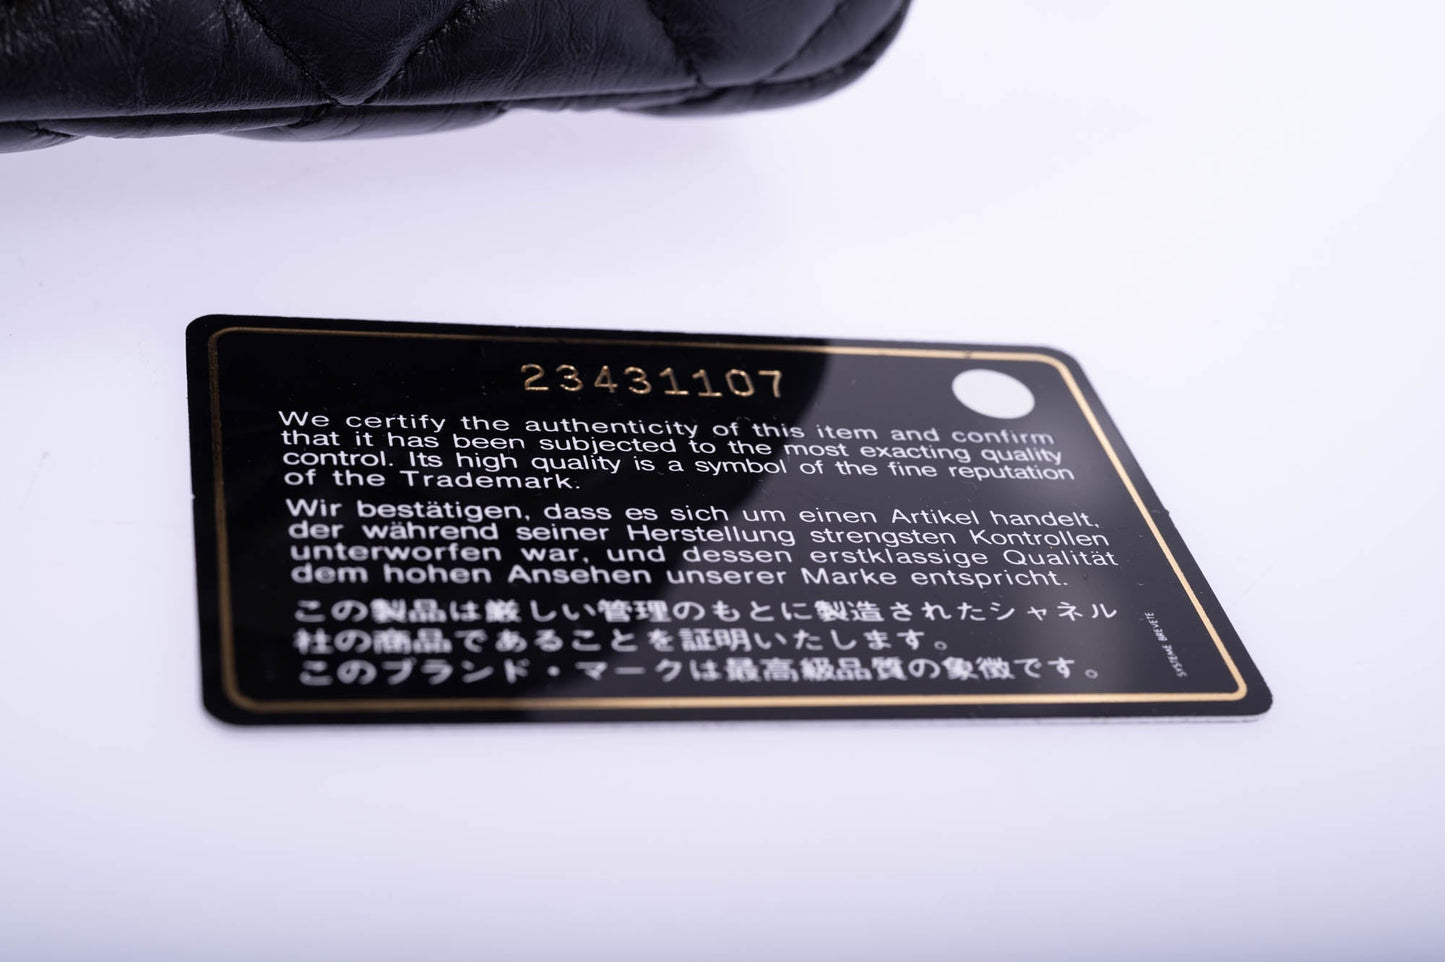 23431107
We certify the authenticity of this item and confirm
that it has been subjected to the most exacting quality
control. Its high quality is a symbol of the fine reputation
of the Trademark.
Wir bestätigen, dass es sich um einen Artikel handelt,
der während seiner Herstellung strengsten Kontrollen
unterworfen war, und dessen erstklassige Qualität
dem hohen Ansehen unserer Marke entspricht.
この製品は厳しい管理のもとに製造されたシャネル
社の商品であることを証明いたします。
このブランド・マークは最高級品質の象徴です。
SYSTEME BREVETE